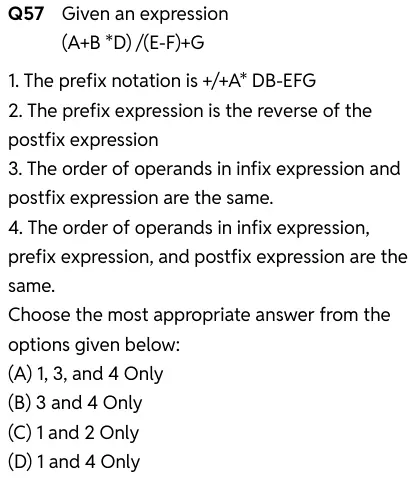 Q57 Given an expression
(A+B *D) /(E-F)+G
1. The prefix notation is +/+A* DB-EFG
2. The prefix expression is the reverse of the
postfix expression
3. The order of operands in infix expression and
postfix expression are the same.
4. The order of operands in infix expression,
prefix expression, and postfix expression are the
same.
Choose the most appropriate answer from the
options given below:
(A) 1, 3, and 4 Only
(B) 3 and 4 Only
(C) 1 and 2 Only
(D) 1 and 4 Only